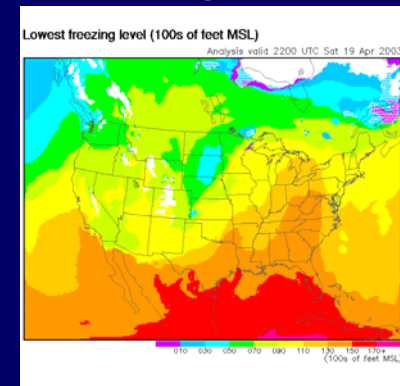 Lowest freezing level (100s of feet MSL)
Analysis valid 2200 UTC Sat 19 Apr 2003
010 030 050 070 090 110 130 150 170+
(100s of feet MSL)